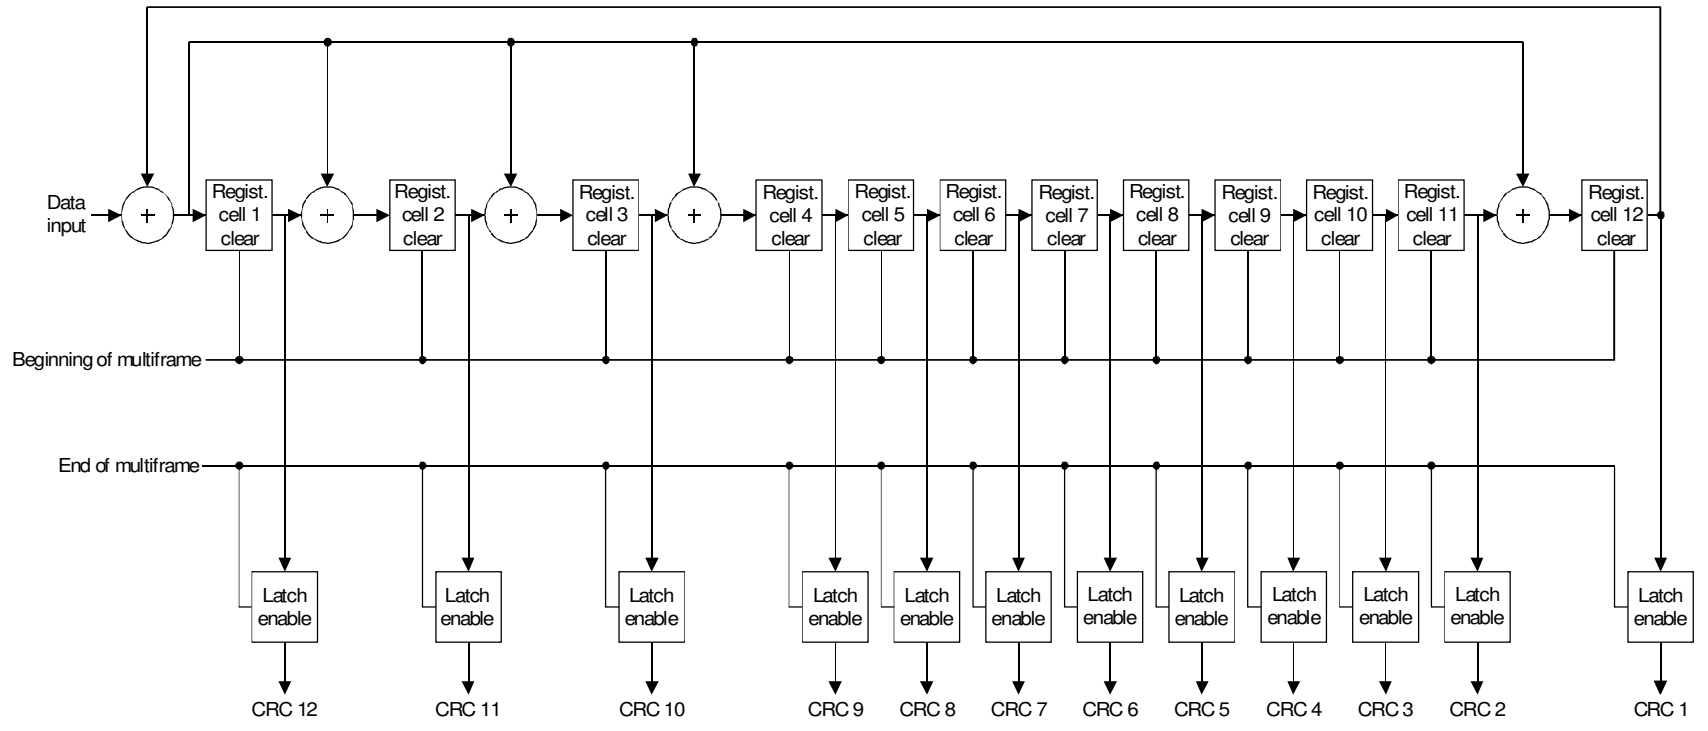 Data
input
+
Regist.
cell 1
clear
+
Regist.
cell 2
clear
+
Regist.
cell 3
clear
+
Regist.
cell 4
clear
Regist.
cell 5
clear
Regist.
cell 6
clear
Regist.
cell 7
clear
Regist.
cell 8
clear
Regist.
cell 9
clear
Regist.
cell 10
clear
Regist.
cell 11
clear
+
Regist.
cell 12
clear
Beginning of multiframe
End of multiframe
Latch
enable
Latch
enable
Latch
enable
Latch
enable
Latch
enable
Latch
enable
Latch
enable
Latch
enable
Latch
enable
Latch
enable
Latch
enable
Latch
enable
CRC 12
CRC 11
CRC 10
CRC 9
CRC 8
CRC 7
CRC 6
CRC 5
CRC 4
CRC 3
CRC 2
CRC 1